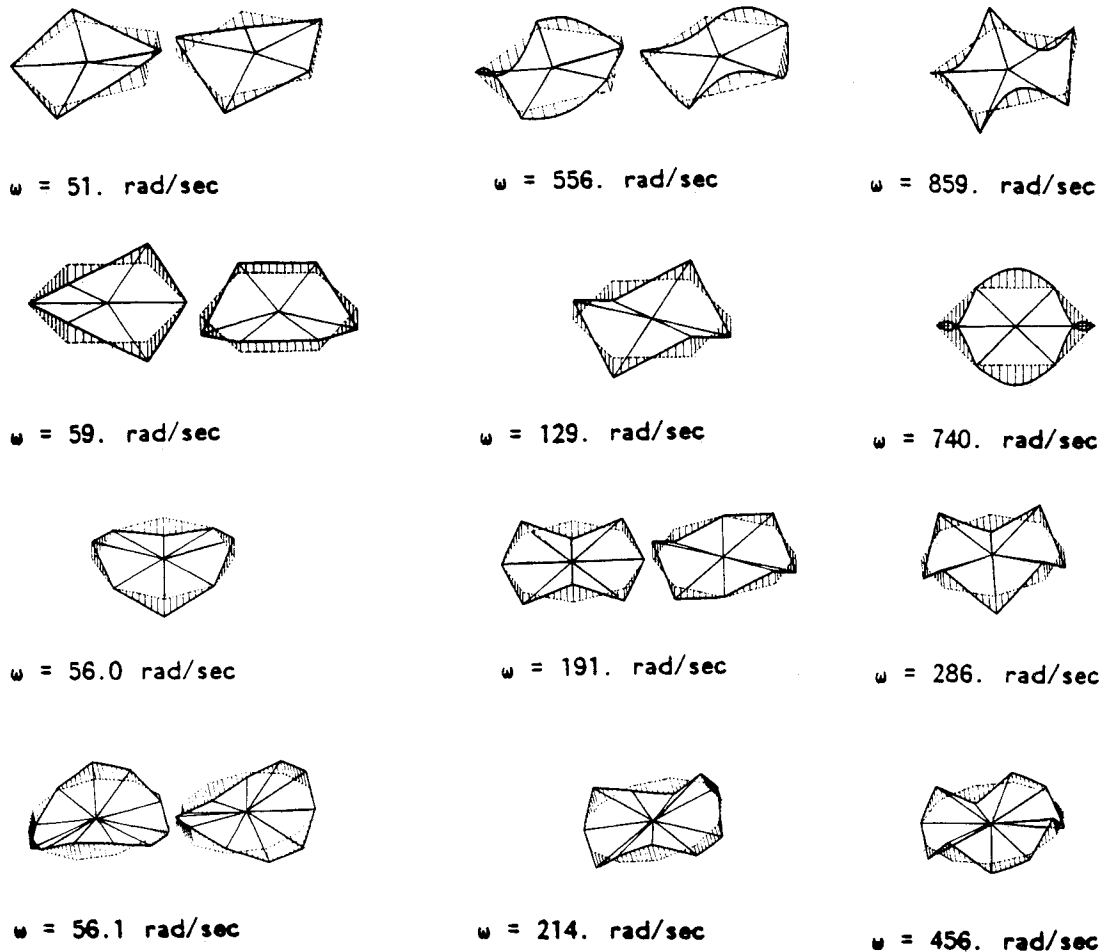 ω = 51. rad/sec
ω = 556. rad/sec
ω = 859. rad/sec
ω = 59. rad/sec
ω = 129. rad/sec
ω = 740. rad/sec
ω = 56.0 rad/sec
ω = 191. rad/sec
ω = 286. rad/sec
ω = 56.1 rad/sec
ω = 214. rad/sec
ω = 456. rad/sec